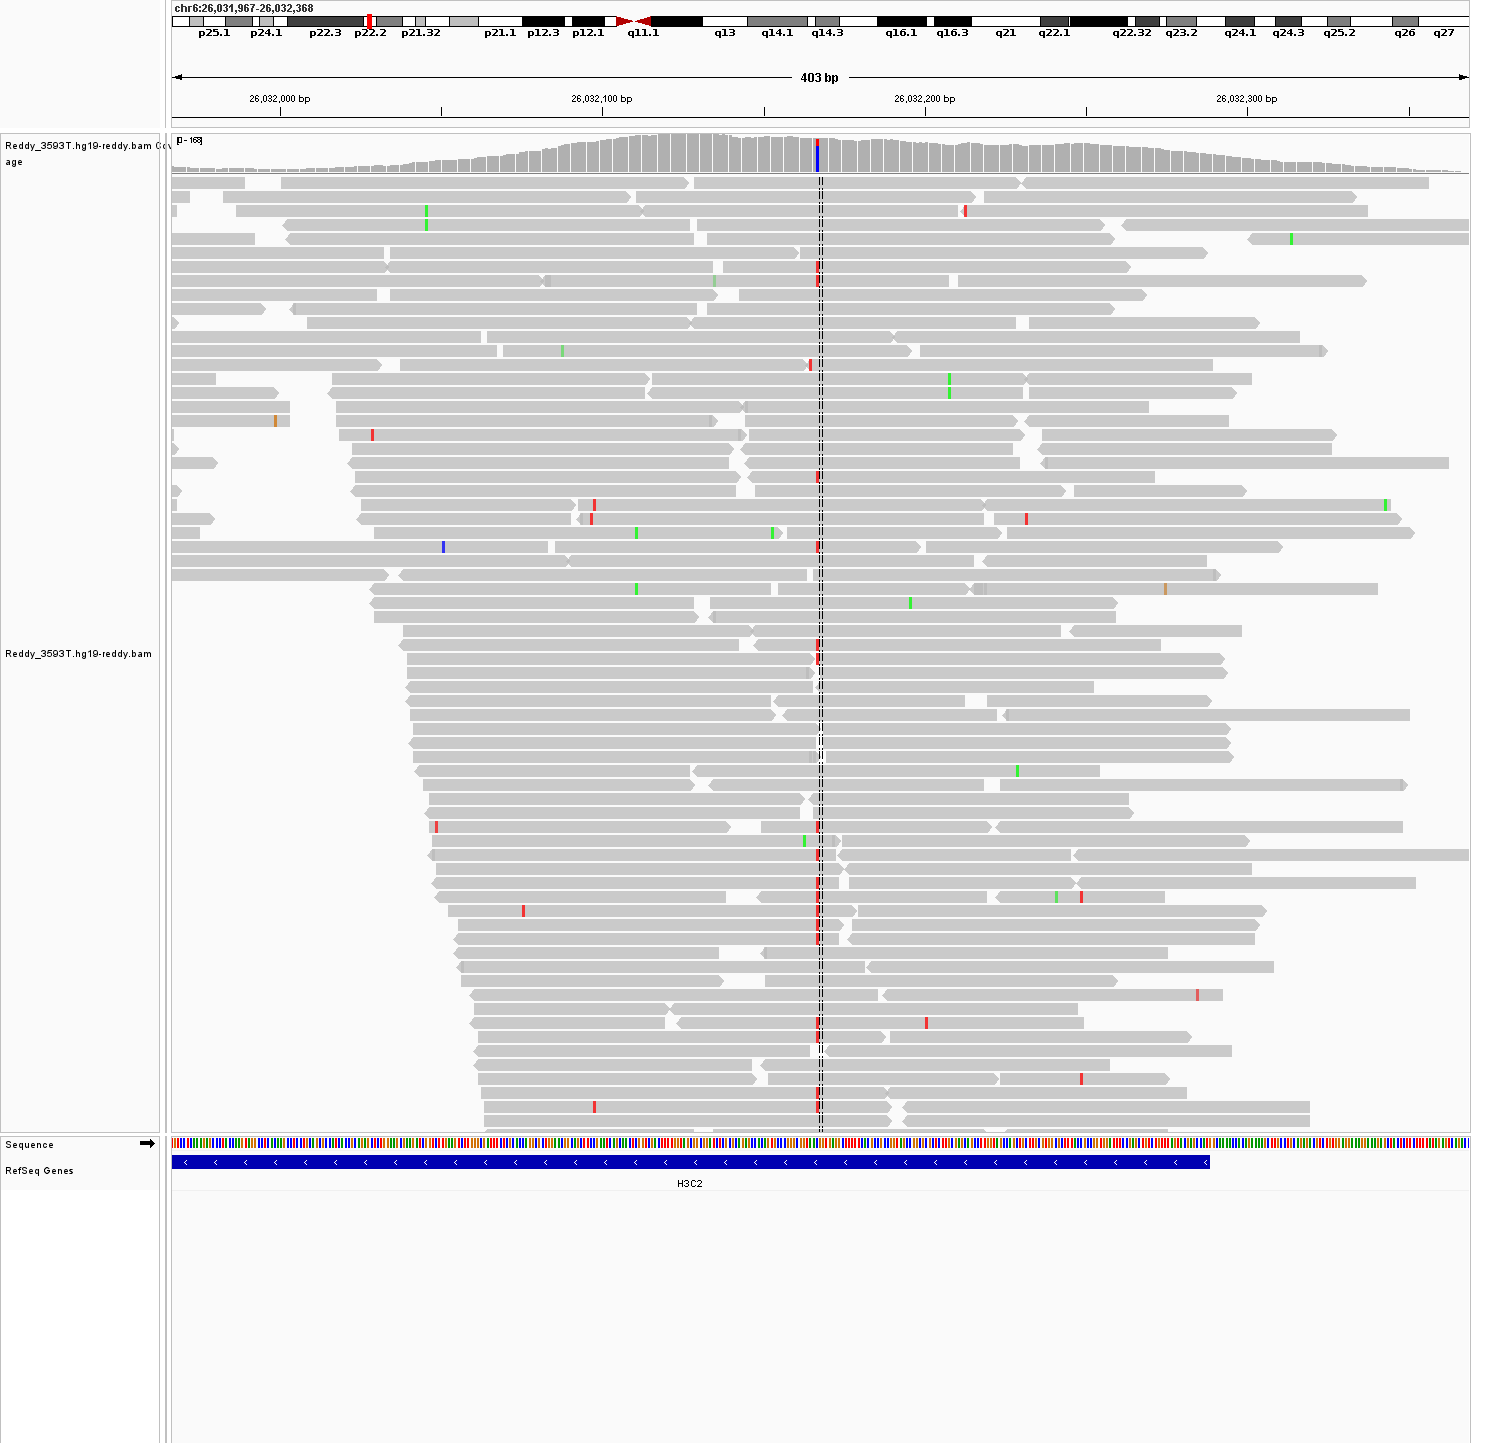 chr6:26,031,967-26,032,368
p25.1 p24.1 p22.3 p22.2 p21.32 p21.1 p12.3 p12.1 q11.1 q13 q14.1 q14.3 q16.1 q16.3 q21 q22.1 q22.32 q23.2 q24.1 q24.3 q25.2 q26 q27
403 bp
26,032,000 bp 26,032,100 bp 26,032,200 bp 26,032,300 bp
Reddy_3593T.hg19-reddy.bam Cov
age
[0 - 168]
Reddy_3593T.hg19-reddy.bam
Sequence
RefSeq Genes
H3C2